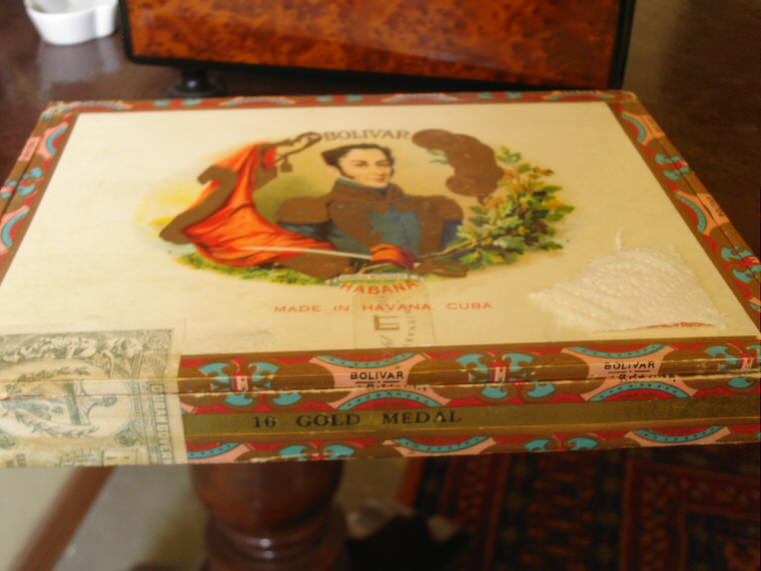 BOLIVAR
HABANA
MADE IN HAVANA, CUBA
BOLIVAR
BOLIVAR
16 GOLD MEDAL